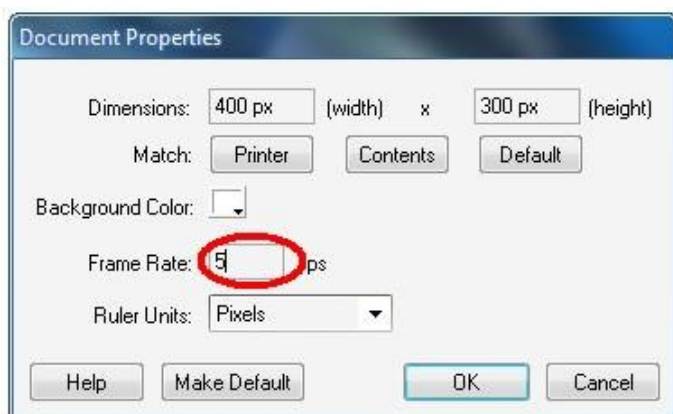 Document Properties
Dimensions: 400 px (width) x 300 px (height)
Match: Printer Contents Default
Background Color:
Frame Rate: 5 ps
Ruler Units: Pixels
Help Make Default OK Cancel